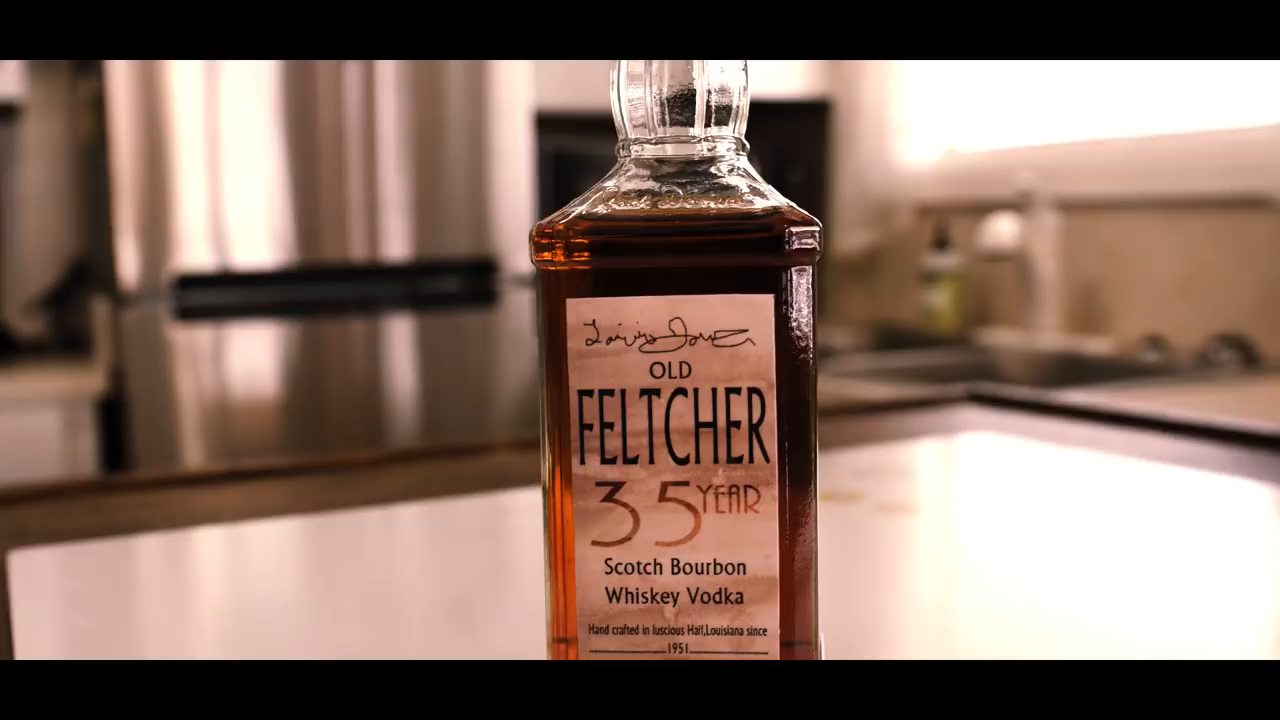 OLD
FELTCHER
35 YEAR
Scotch Bourbon
Whiskey Vodka
Hand crafted in luscious Hail, Louisiana since
1951